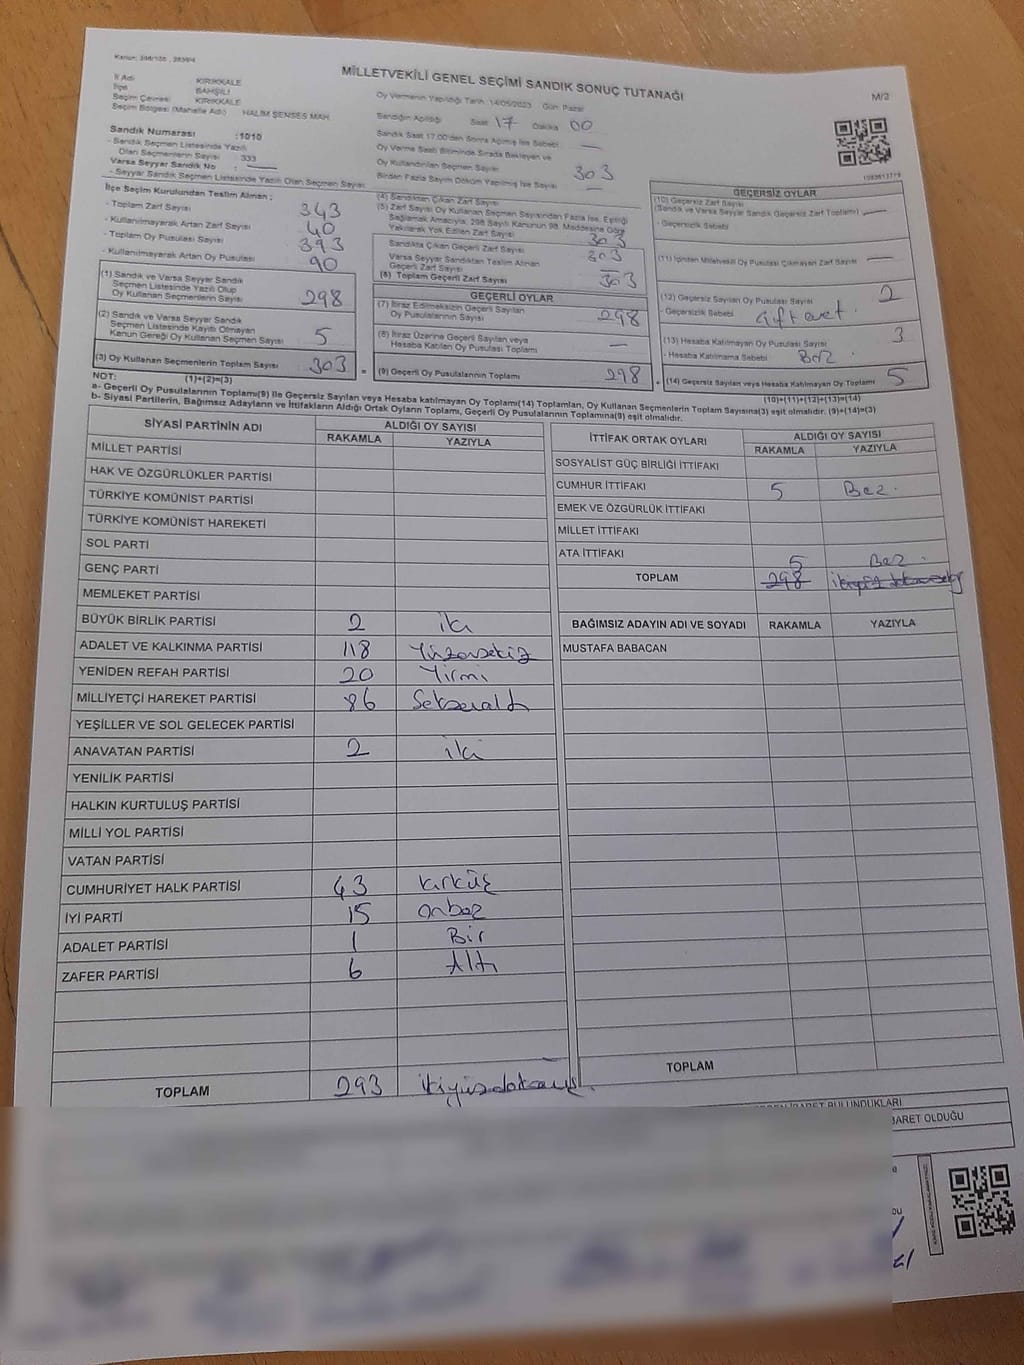 Kanun: 298/105 , 2839/4
MİLLETVEKİLİ GENEL SEÇİMİ SANDIK SONUÇ TUTANAĞI
M/2
İl Adı KIRIKKALE
İlçe BAHŞILI
Seçim Çevresi KIRIKKALE
Seçim Bölgesi (Mahalle Adı) HALİM ŞENSES MAH.
Oy Vermenin Yapıldığı Tarih :14/05/2023 Gün: Pazar
Sandığın Açıldığı Saat 17 Dakika 00
Sandık Saat 17.00'den Sonra Açılmış İse Sebebi —
Oy Verme Saati Bitiminde Sırada Bekleyen ve
Oy Kullandırılan Seçmen Sayısı 303
Birden Fazla Sayım Döküm Yapılmış İse Sayısı —
Sandık Numarası :1010
- Sandık Seçmen Listesinde Yazılı
Olan Seçmenlerin Sayısı 333
Varsa Seyyar Sandık No :
- Seyyar Sandık Seçmen Listesinde Yazılı Olan Seçmen Sayısı
İlçe Seçim Kurulundan Teslim Alınan ;
- Toplam Zarf Sayısı 343
- Kullanılmayarak Artan Zarf Sayısı 40
- Toplam Oy Pusulası Sayısı 393
- Kullanılmayarak Artan Oy Pusulası 90
(1) Sandık ve Varsa Seyyar Sandık
Seçmen Listesinde Yazılı Olup
Oy Kullanan Seçmenlerin Sayısı 298
(2) Sandık ve Varsa Seyyar Sandık
Seçmen Listesinde Kayıtlı Olmayan
Kanun Gereği Oy Kullanan Seçmen Sayısı 5
(3) Oy Kullanan Seçmenlerin Toplam Sayısı 303
(4) Sandıktan Çıkan Zarf Sayısı
(5) Zarf Sayısı Oy Kullanan Seçmen Sayısından Fazla İse, Eşitliği
Sağlamak Amacıyla, 298 Sayılı Kanunun 98. Maddesine Göre
Yakılarak Yok Edilen Zarf Sayısı 303
Sandıkta Çıkan Geçerli Zarf Sayısı 303
Varsa Seyyar Sandıktan Teslim Alınan
Geçerli Zarf Sayısı —
(6) Toplam Geçerli Zarf Sayısı 303
GEÇERLİ OYLAR
(7) İtiraz Edilmeksizin Geçerli Sayılan
Oy Pusulalarının Sayısı 298
(8) İtiraz Üzerine Geçerli Sayılan veya
Hesaba Katılan Oy Pusulası Toplamı —
(9) Geçerli Oy Pusulalarının Toplamı 298
1083613719
GEÇERSİZ OYLAR
(10) Geçersiz Zarf Sayısı
(Sandık ve Varsa Seyyar Sandık Geçersiz Zarf Toplamı) —
- Geçersizlik Sebebi
(11) İçinden Milletvekili Oy Pusulası Çıkmayan Zarf Sayısı —
(12) Geçersiz Sayılan Oy Pusulası Sayısı 2
- Geçersizlik Sebebi çift evet.
(13) Hesaba Katılmayan Oy Pusulası Sayısı 3
- Hesaba Katılmama Sebebi Boz.
(14) Geçersiz Sayılan veya Hesaba Katılmayan Oy Toplamı 5
NOT: (1)+(2)=(3)
(10)+(11)+(12)+(13)=(14)
a- Geçerli Oy Pusulaları Toplamı(9) ile Geçersiz Sayılan veya Hesaba katılmayan Oy Toplamı(14) Toplamları, Oy Kullanan Seçmenlerin Toplam Sayısına(3) eşit olmalıdır. (9)+(14)=(3)
b- Siyasi Partilerin, Bağımsız Adayların ve İttifakların Aldığı Ortak Oyların Toplamı, Geçerli Oy Pusulalarının Toplamına(9) eşit olmalıdır.
SİYASİ PARTİNİN ADI ALDIĞI OY SAYISI
RAKAMLA YAZIYLA
MİLLET PARTİSİ
HAK VE ÖZGÜRLÜKLER PARTİSİ
TÜRKİYE KOMÜNİST PARTİSİ
TÜRKİYE KOMÜNİST HAREKETİ
SOL PARTİ
GENÇ PARTİ
MEMLEKET PARTİSİ
BÜYÜK BİRLİK PARTİSİ 2 iki
ADALET VE KALKINMA PARTİSİ 118 Yüzonsekiz
YENİDEN REFAH PARTİSİ 20 Yirmi
MİLLİYETÇİ HAREKET PARTİSİ 86 Seksenaltı
YEŞİLLER VE SOL GELECEK PARTİSİ
ANAVATAN PARTİSİ 2 iki
YENİLİK PARTİSİ
HALKIN KURTULUŞ PARTİSİ
MİLLİ YOL PARTİSİ
VATAN PARTİSİ
CUMHURİYET HALK PARTİSİ 43 kırküç
İYİ PARTİ 15 onbeş
ADALET PARTİSİ 1 Bir
ZAFER PARTİSİ 6 Altı
TOPLAM 293 ikiyüzdoksanüç.
İTTİFAK ORTAK OYLARI ALDIĞI OY SAYISI
RAKAMLA YAZIYLA
SOSYALİST GÜÇ BİRLİĞİ İTTİFAKI
CUMHUR İTTİFAKI 5 Beş.
EMEK VE ÖZGÜRLÜK İTTİFAKI
MİLLET İTTİFAKI
ATA İTTİFAKI
5 Beş.
TOPLAM 298
BAĞIMSIZ ADAYIN ADI VE SOYADI RAKAMLA YAZIYLA
MUSTAFA BABACAN
TOPLAM
BULUNDUKLARI
BARET OLDUĞU